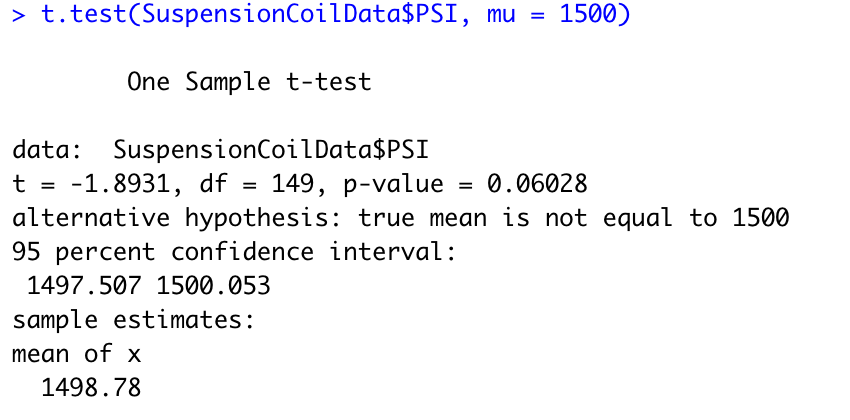 > t.test(SuspensionCoilData$PSI, mu = 1500)
One Sample t-test
data:  SuspensionCoilData$PSI
t = -1.8931, df = 149, p-value = 0.06028
alternative hypothesis: true mean is not equal to 1500
95 percent confidence interval:
1497.507 1500.053
sample estimates:
mean of x
1498.78